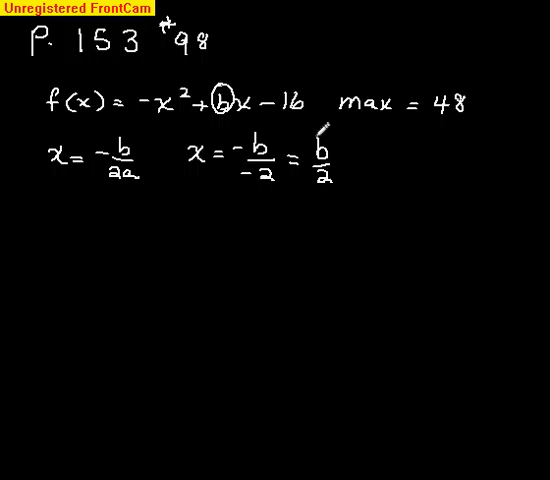 Unregistered FrontCam
P. 153 #98
f(x) = -x² + bx - 16 max = 48
x = -b/2a x = -b/-2 = b/2